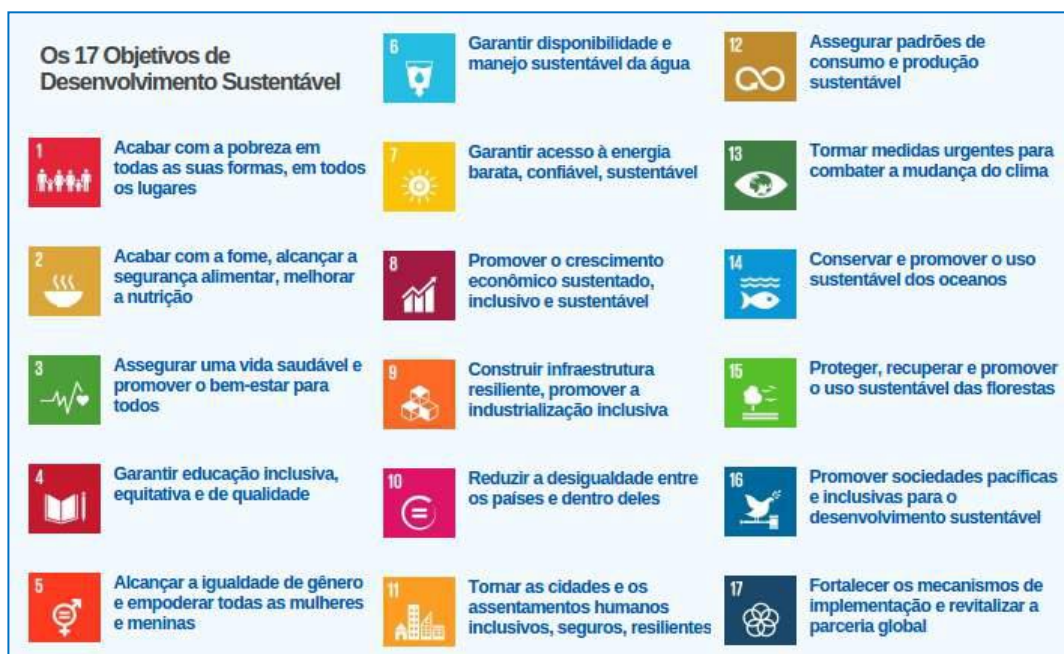 Os 17 Objetivos de
Desenvolvimento Sustentável
1
Acabar com a pobreza em
todas as suas formas, em todos
os lugares
2
Acabar com a fome, alcançar a
segurança alimentar, melhorar
a nutrição
3
Assegurar uma vida saudável e
promover o bem-estar para
todos
4
Garantir educação inclusiva,
equitativa e de qualidade
5
Alcançar a igualdade de gênero
e empoderar todas as mulheres
e meninas
6
Garantir disponibilidade e
manejo sustentável da água
7
Garantir acesso à energia
barata, confiável, sustentável
8
Promover o crescimento
econômico sustentado,
inclusivo e sustentável
9
Construir infraestrutura
resiliente, promover a
industrialização inclusiva
10
Reduzir a desigualdade entre
os países e dentro deles
11
Tornar as cidades e os
assentamentos humanos
inclusivos, seguros, resilientes
12
Assegurar padrões de
consumo e produção
sustentável
13
Tormar medidas urgentes para
combater a mudança do clima
14
Conservar e promover o uso
sustentável dos oceanos
15
Proteger, recuperar e promover
o uso sustentável das florestas
16
Promover sociedades pacíficas
e inclusivas para o
desenvolvimento sustentável
17
Fortalecer os mecanismos de
implementação e revitalizar a
parceria global